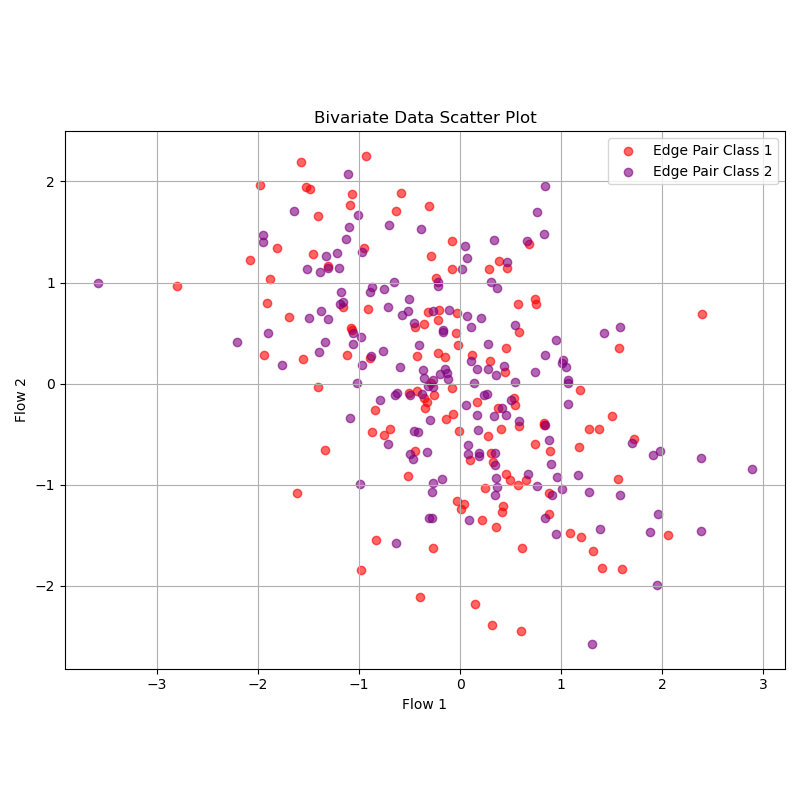 Bivariate Data Scatter Plot
Edge Pair Class 1
Edge Pair Class 2
2
1
0
−1
−2
Flow 2
−3 −2 −1 0 1 2 3
Flow 1